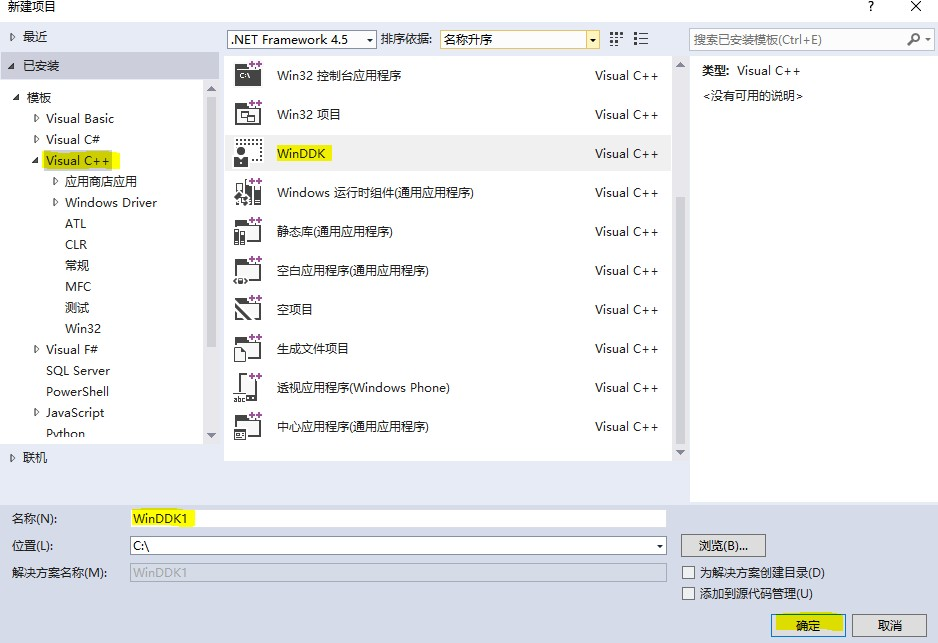 新建项目
? ×
最近
.NET Framework 4.5 排序依据: 名称升序
搜索已安装模板(Ctrl+E)
已安装
模板
Visual Basic
Visual C#
Visual C++
应用商店应用
Windows Driver
ATL
CLR
常规
MFC
测试
Win32
Visual F#
SQL Server
PowerShell
JavaScript
Python
联机
Win32 控制台应用程序 Visual C++
Win32 项目 Visual C++
WinDDK Visual C++
Windows 运行时组件(通用应用程序) Visual C++
静态库(通用应用程序) Visual C++
空白应用程序(通用应用程序) Visual C++
空项目 Visual C++
生成文件项目 Visual C++
透视应用程序(Windows Phone) Visual C++
中心应用程序(通用应用程序) Visual C++
类型: Visual C++
<没有可用的说明>
名称(N): WinDDK1
位置(L): C:\ 浏览(B)...
解决方案名称(M): WinDDK1
为解决方案创建目录(D)
添加到源代码管理(U)
确定 取消